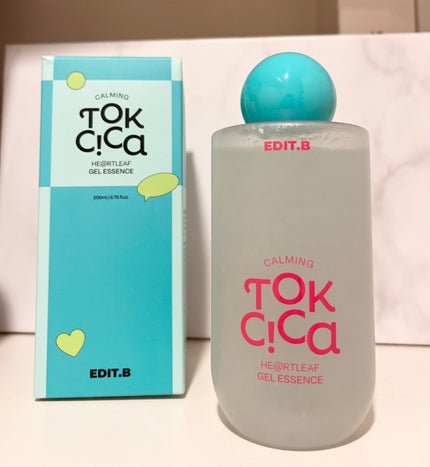 CALMING
TOK
C!Ca
HE@RTLEAF
GEL ESSENCE
200ml / 6.76 fl.oz.
EDIT.B
EDIT.B
CALMING
TOK
C!Ca
HE@RTLEAF
GEL ESSENCE